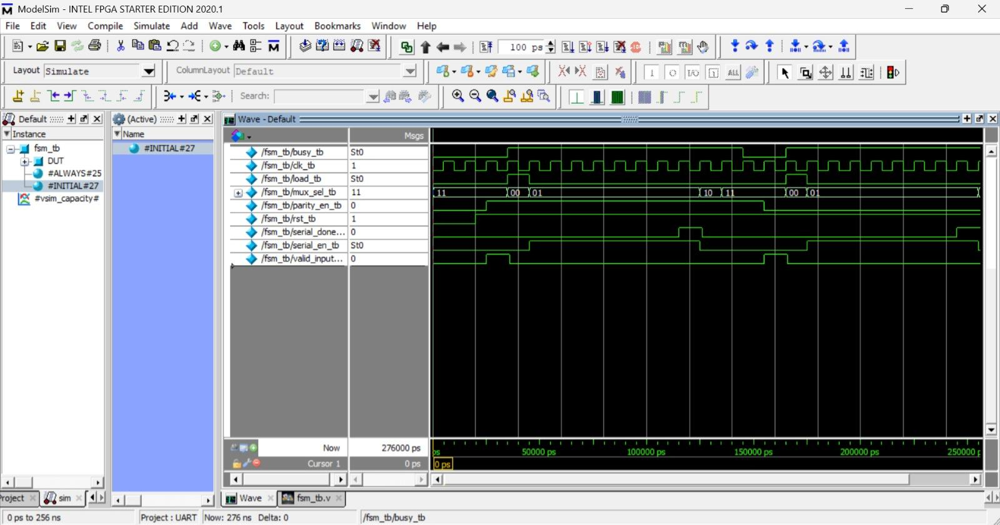 ModelSim - INTEL FPGA STARTER EDITION 2020.1
File Edit View Compile Simulate Add Wave Tools Layout Bookmarks Window Help
100 ps
Layout Simulate
ColumnLayout Default
ALL
Search:
Default
(Active)
Wave - Default
Instance
Name
Msgs
fsm_tb
DUT
#ALWAYS#25
#INITIAL#27
#vsim_capacity#
#INITIAL#27
/fsm_tb/busy_tb St0
/fsm_tb/clk_tb 1
/fsm_tb/load_tb St0
/fsm_tb/mux_sel_tb 11 11 00 01 10 11 00 01
/fsm_tb/parity_en_tb 0
/fsm_tb/rst_tb 1
/fsm_tb/serial_done... 0
/fsm_tb/serial_en_tb St0
/fsm_tb/valid_input... 0
Now 276000 ps
ps 50000 ps 100000 ps 150000 ps 200000 ps 250000 p
Cursor 1 0 ps 0 ps
Project sim
Wave fsm_tb.v
0 ps to 256 ns Project : UART Now: 276 ns Delta: 0 /fsm_tb/busy_tb